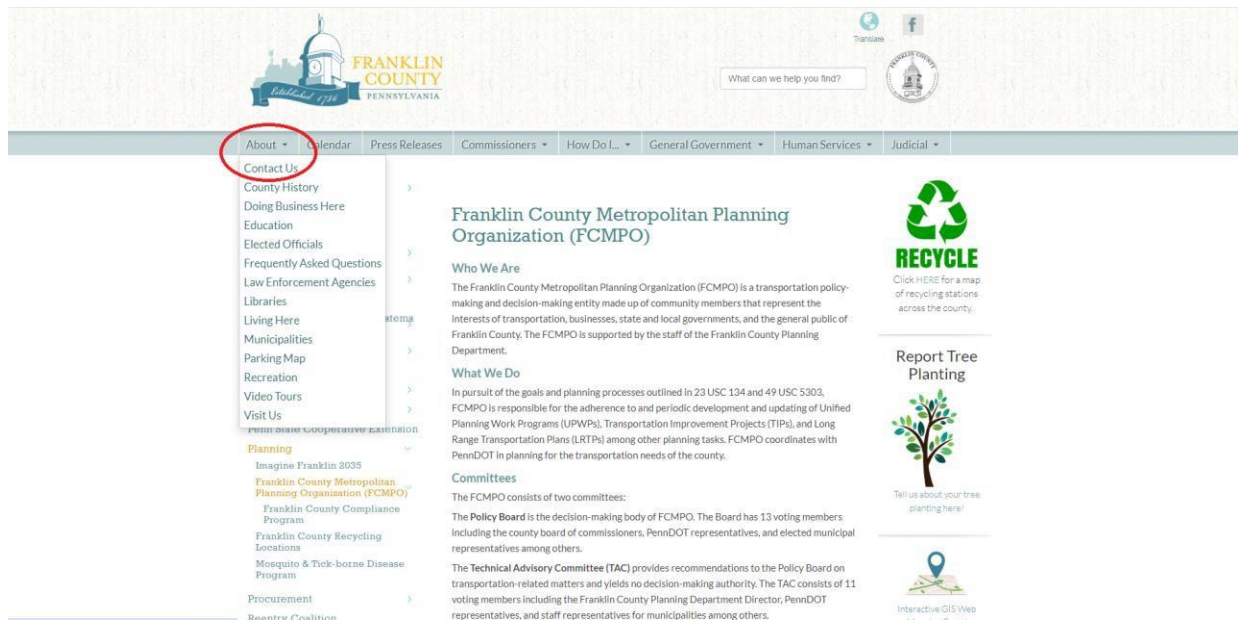 Translate
FRANKLIN
COUNTY
PENNSYLVANIA
Established 1784
What can we help you find?
FRANKLIN COUNTY
About
Calendar
Press Releases
Commissioners
How Do I...
General Government
Human Services
Judicial
Contact Us
County History
Doing Business Here
Education
Elected Officials
Frequently Asked Questions
Law Enforcement Agencies
Libraries
Living Here
Municipalities
Parking Map
Recreation
Video Tours
Visit Us
Penn State Cooperative Extension
Planning
Imagine Franklin 2035
Franklin County Metropolitan
Planning Organization (FCMPO)
Franklin County Compliance
Program
Franklin County Recycling
Locations
Mosquito & Tick-borne Disease
Program
Procurement
Reentry Coalition
Franklin County Metropolitan Planning
Organization (FCMPO)
Who We Are
The Franklin County Metropolitan Planning Organization (FCMPO) is a transportation policy-
making and decision-making entity made up of community members that represent the
interests of transportation, businesses, state and local governments, and the general public of
Franklin County. The FCMPO is supported by the staff of the Franklin County Planning
Department.
What We Do
In pursuit of the goals and planning processes outlined in 23 USC 134 and 49 USC 5303,
FCMPO is responsible for the adherence to and periodic development and updating of Unified
Planning Work Programs (UPWPs), Transportation Improvement Projects (TIPs), and Long
Range Transportation Plans (LRTPs) among other planning tasks. FCMPO coordinates with
PennDOT in planning for the transportation needs of the county.
Committees
The FCMPO consists of two committees:
The Policy Board is the decision-making body of FCMPO. The Board has 13 voting members
including the county board of commissioners, PennDOT representatives, and elected municipal
representatives among others.
The Technical Advisory Committee (TAC) provides recommendations to the Policy Board on
transportation-related matters and yields no decision-making authority. The TAC consists of 11
voting members including the Franklin County Planning Department Director, PennDOT
representatives, and staff representatives for municipalities among others.
RECYCLE
Click HERE for a map
of recycling stations
across the county.
Report Tree
Planting
Tell us about your tree
planting here!
Interactive GIS Web